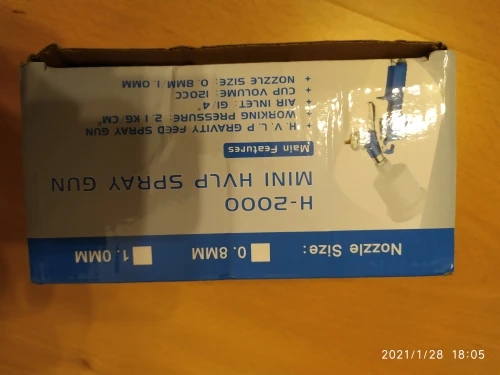 H-2000
MINI HVLP SPRAY GUN
Main Features
+ H.V.L.P GRAVITY FEED SPRAY GUN
+ WORKING PRESSURE: 2.1KG/CM²
+ AIR INLET: G1/4"
+ CUP VOLUME: 120CC
+ NOZZLE SIZE: 0.8MM/1.0MM
Nozzle Size: 0.8MM 1.0MM
2021/1/28 18:05